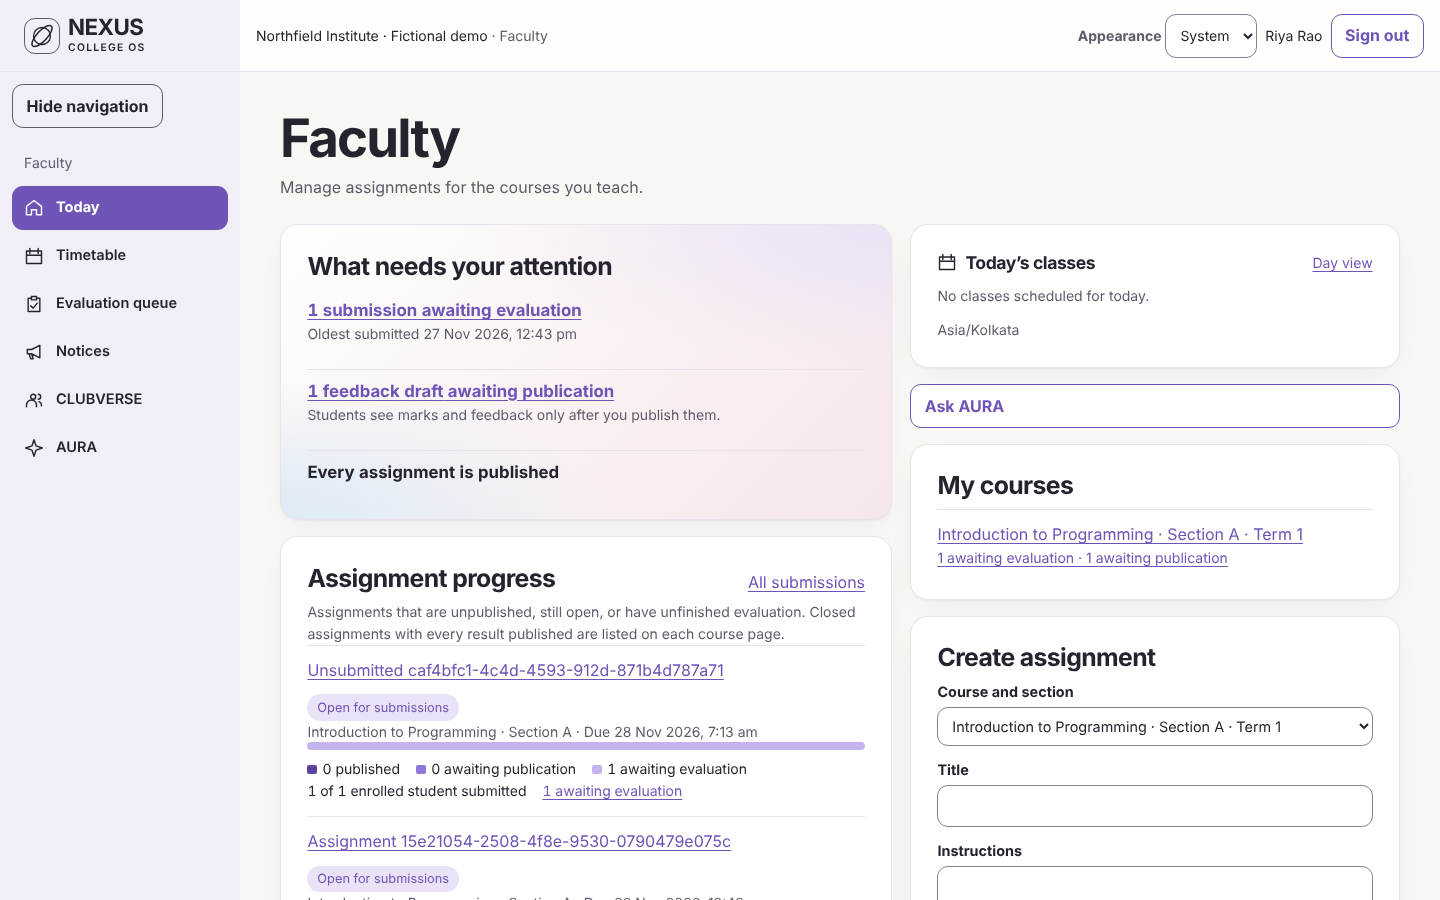 NEXUS
COLLEGE OS
Northfield Institute · Fictional demo · Faculty
Appearance System Riya Rao Sign out
Hide navigation
Faculty
Today
Timetable
Evaluation queue
Notices
CLUBVERSE
AURA
Faculty
Manage assignments for the courses you teach.
What needs your attention
1 submission awaiting evaluation
Oldest submitted 27 Nov 2026, 12:43 pm
1 feedback draft awaiting publication
Students see marks and feedback only after you publish them.
Every assignment is published
Assignment progress
All submissions
Assignments that are unpublished, still open, or have unfinished evaluation. Closed
assignments with every result published are listed on each course page.
Unsubmitted caf4bfc1-4c4d-4593-912d-871b4d787a71
Open for submissions
Introduction to Programming · Section A · Due 28 Nov 2026, 7:13 am
0 published 0 awaiting publication 1 awaiting evaluation
1 of 1 enrolled student submitted 1 awaiting evaluation
Assignment 15e21054-2508-4f8e-9530-0790479e075c
Open for submissions
Today's classes
Day view
No classes scheduled for today.
Asia/Kolkata
Ask AURA
My courses
Introduction to Programming · Section A · Term 1
1 awaiting evaluation · 1 awaiting publication
Create assignment
Course and section
Introduction to Programming · Section A · Term 1
Title
Instructions